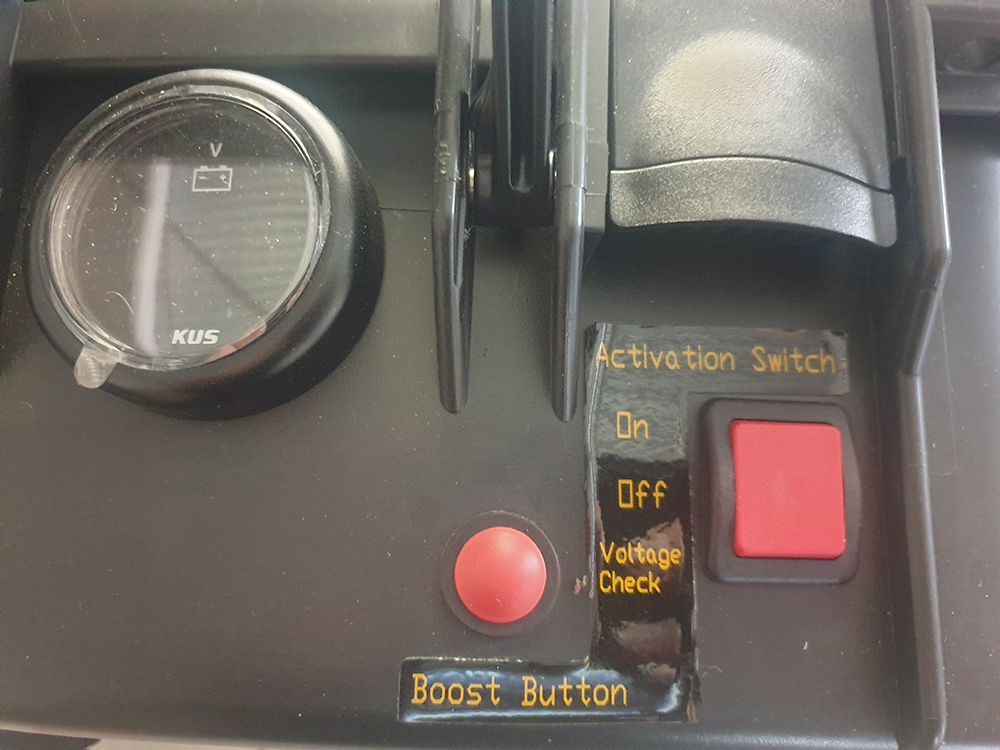 V
KUS
Activation Switch
On
Off
Voltage
Check
Boost Button